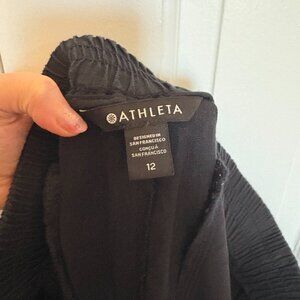 ATHLETA
DESIGNED IN
SAN FRANCISCO
CONÇU À
SAN FRANCISCO
12